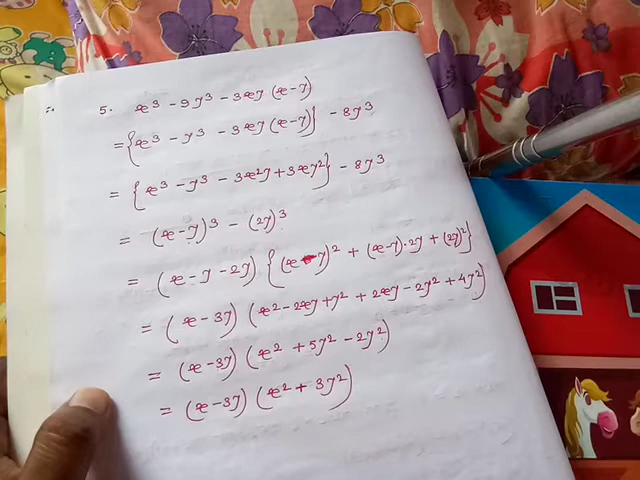 5. x³ - 9y³ - 3xy (x-y)
= {x³ - y³ - 3xy (x-y)} - 8y³
= {x³ - y³ - 3x²y + 3xy²} - 8y³
= (x-y)³ - (2y)³
= (x - y - 2y) {(x-y)² + (x-y)·2y + (2y)²}
= (x - 3y) (x² - 2xy + y² + 2xy - 2y² + 4y²)
= (x - 3y) (x² + 5y² - 2y²)
= (x - 3y) (x² + 3y²)